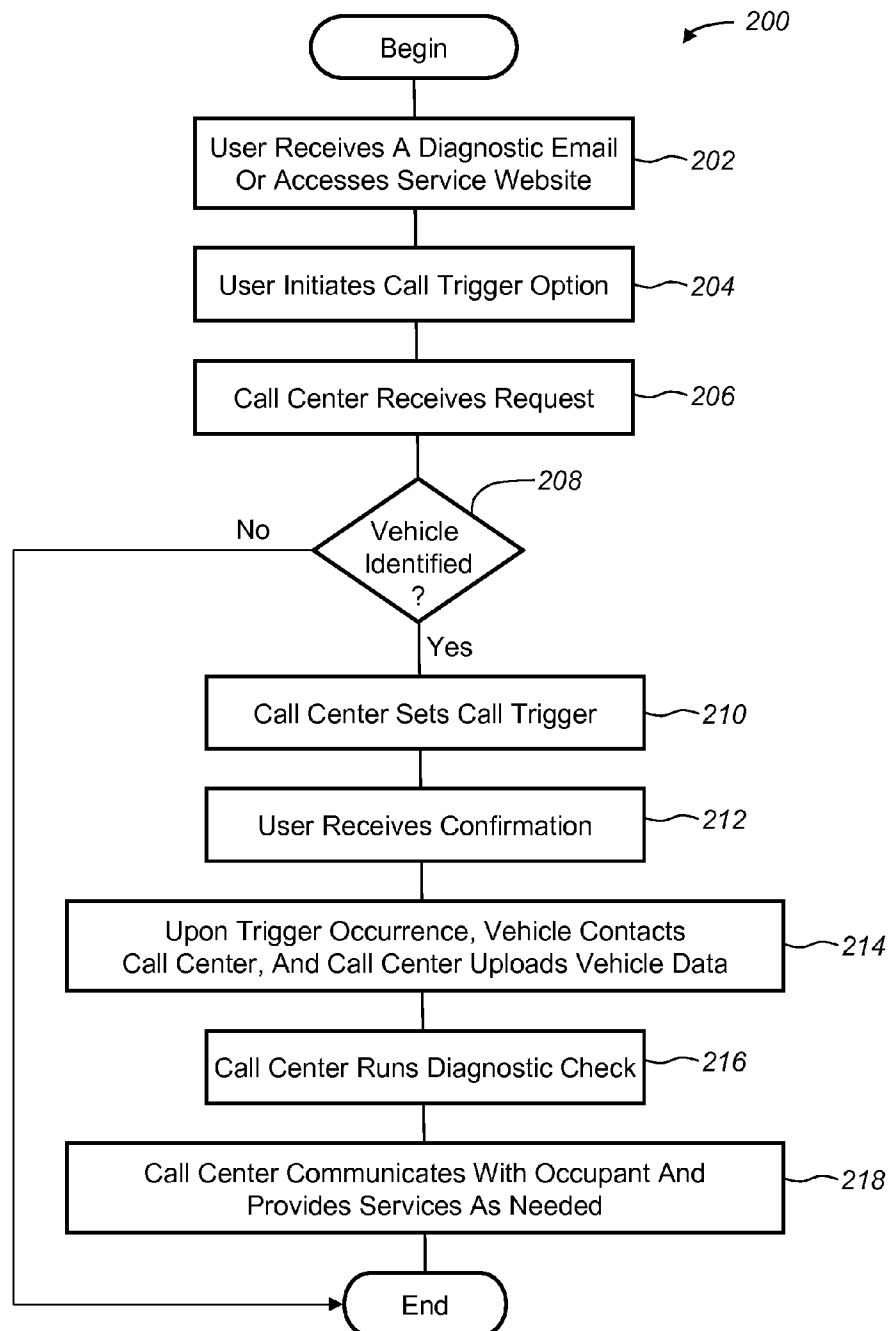 200
Begin
User Receives A Diagnostic Email
Or Accesses Service Website
202
User Initiates Call Trigger Option
204
Call Center Receives Request
206
208
Vehicle
Identified
?
No
Yes
Call Center Sets Call Trigger
210
User Receives Confirmation
212
Upon Trigger Occurrence, Vehicle Contacts
Call Center, And Call Center Uploads Vehicle Data
214
Call Center Runs Diagnostic Check
216
Call Center Communicates With Occupant And
Provides Services As Needed
218
End